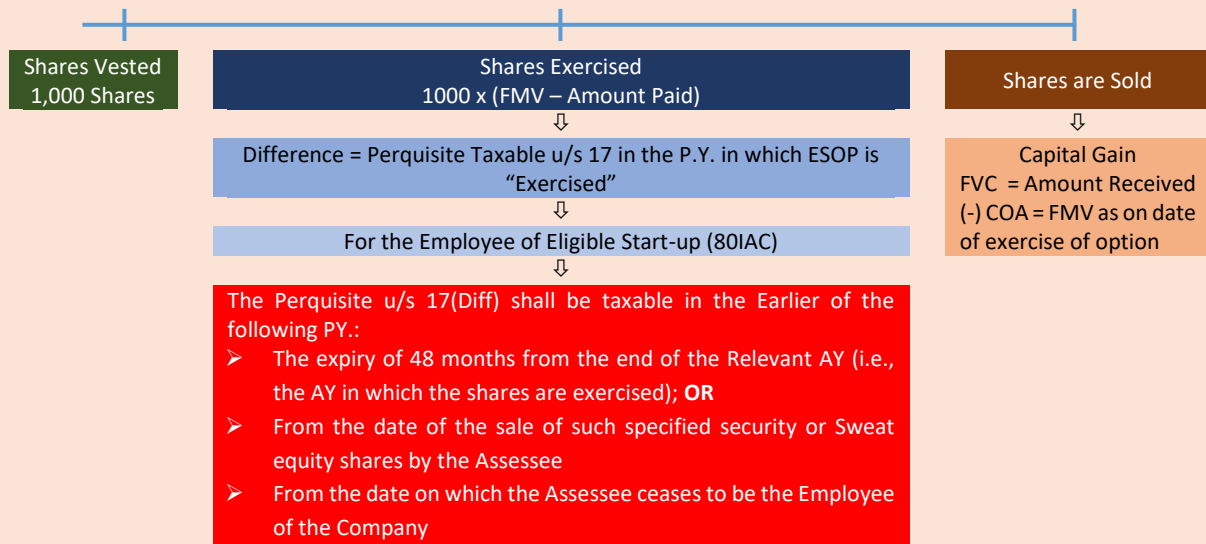 Shares Vested
1,000 Shares
Shares Exercised
1000 x (FMV – Amount Paid)
Shares are Sold
⇩
⇩
Difference = Perquisite Taxable u/s 17 in the P.Y. in which ESOP is
“Exercised”
Capital Gain
FVC = Amount Received
(-) COA = FMV as on date
of exercise of option
⇩
For the Employee of Eligible Start-up (80IAC)
⇩
The Perquisite u/s 17(Diff) shall be taxable in the Earlier of the
following PY.:
➢ The expiry of 48 months from the end of the Relevant AY (i.e.,
the AY in which the shares are exercised); OR
➢ From the date of the sale of such specified security or Sweat
equity shares by the Assessee
➢ From the date on which the Assessee ceases to be the Employee
of the Company